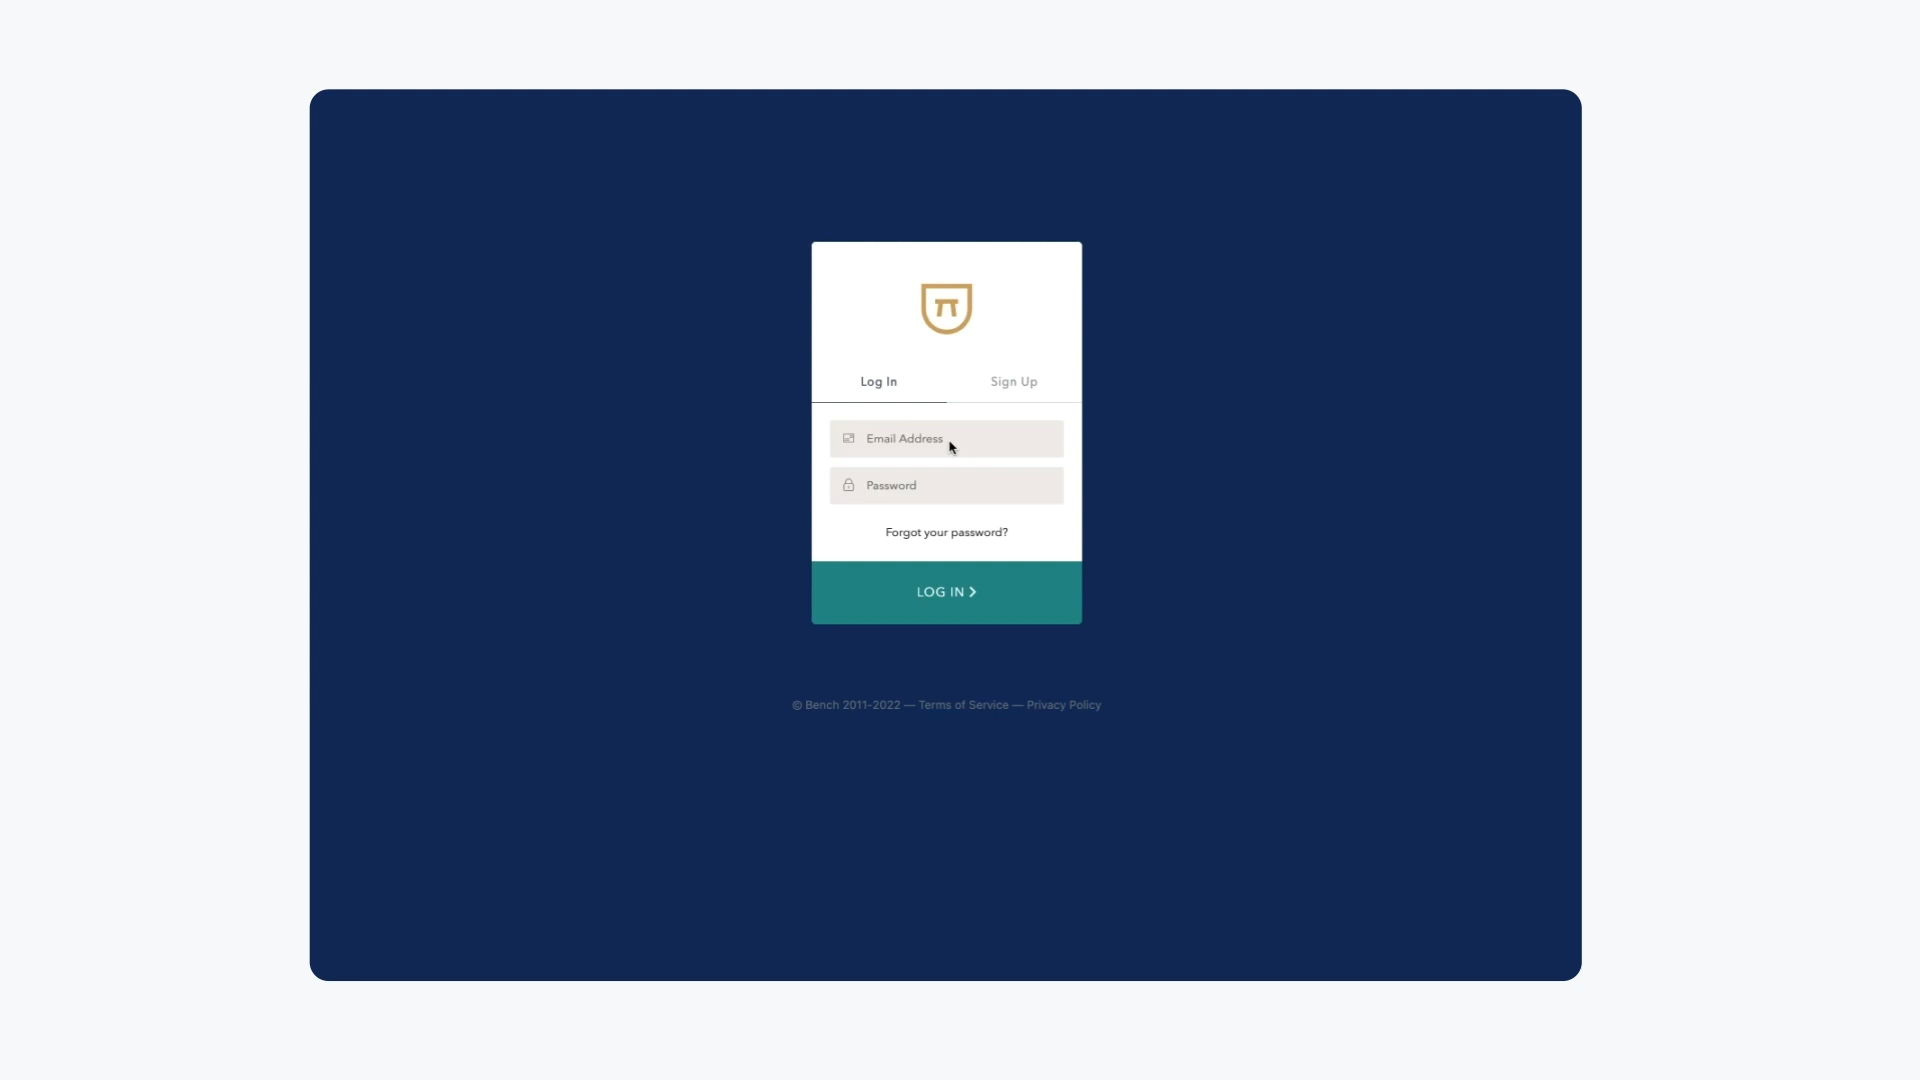 Log In
Sign Up
Email Address
Password
Forgot your password?
LOG IN
© Bench 2011-2022 — Terms of Service — Privacy Policy